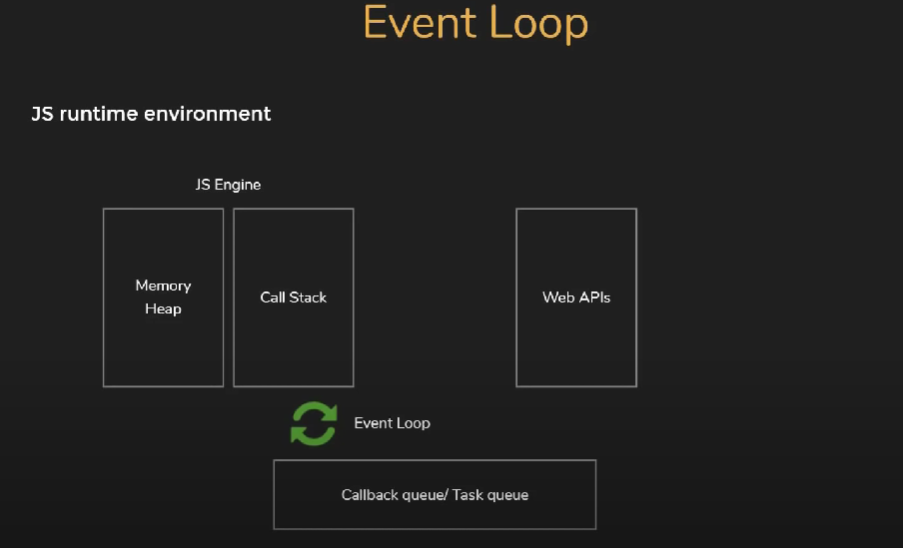 Event Loop
JS runtime environment
JS Engine
Memory
Heap
Call Stack
Web APIs
Event Loop
Callback queue/ Task queue